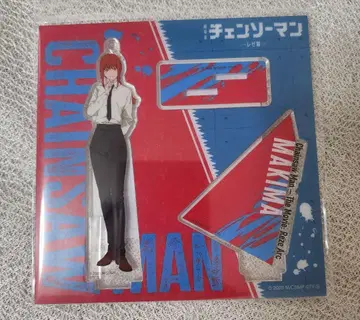 チェンソーマン
レゼ篇
CHAINSAW
MAN
Chainsaw Man – The Movie: Reze Arc
MAKIMA